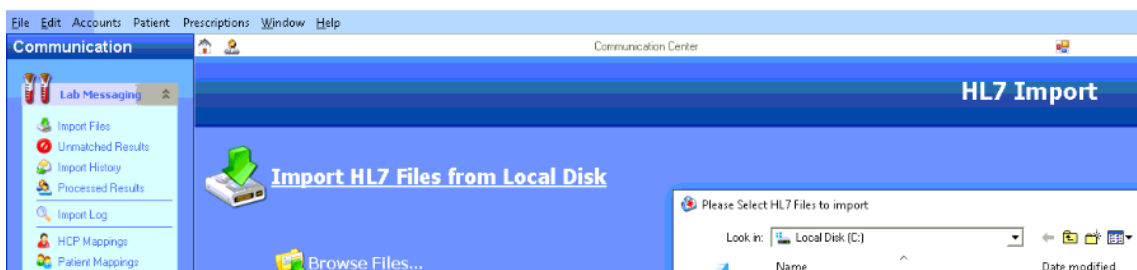 File Edit Accounts Patient Prescriptions Window Help
Communication
Communication Center
Lab Messaging
HL7 Import
Import Files
Unmatched Results
Import History
Processed Results
Import Log
HCP Mappings
Patient Mappings
Import HL7 Files from Local Disk
Browse Files...
Please Select HL7 Files to import
Look in: Local Disk (C:)
Name Date modified